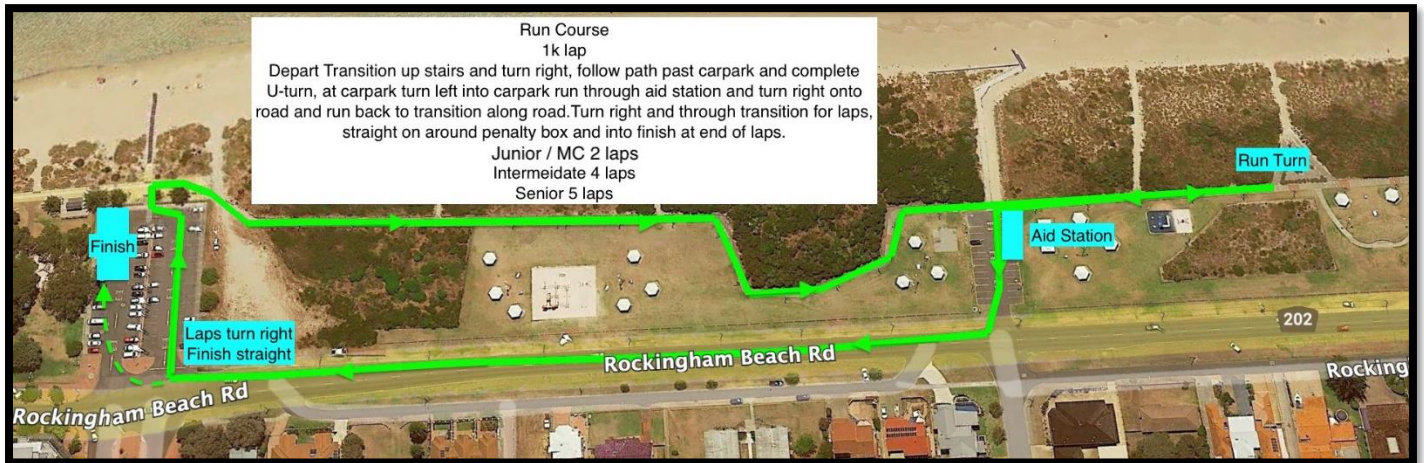 Run Course
1k lap
Depart Transition up stairs and turn right, follow path past carpark and complete
U-turn, at carpark turn left into carpark run through aid station and turn right onto
road and run back to transition along road.Turn right and through transition for laps,
straight on around penalty box and into finish at end of laps.
Junior / MC 2 laps
Intermeidate 4 laps
Senior 5 laps
Run Turn
Finish
Aid Station
202
Laps turn right
Finish straight
Rockingham Beach Rd
Rocking
Rockingham Beach Rd